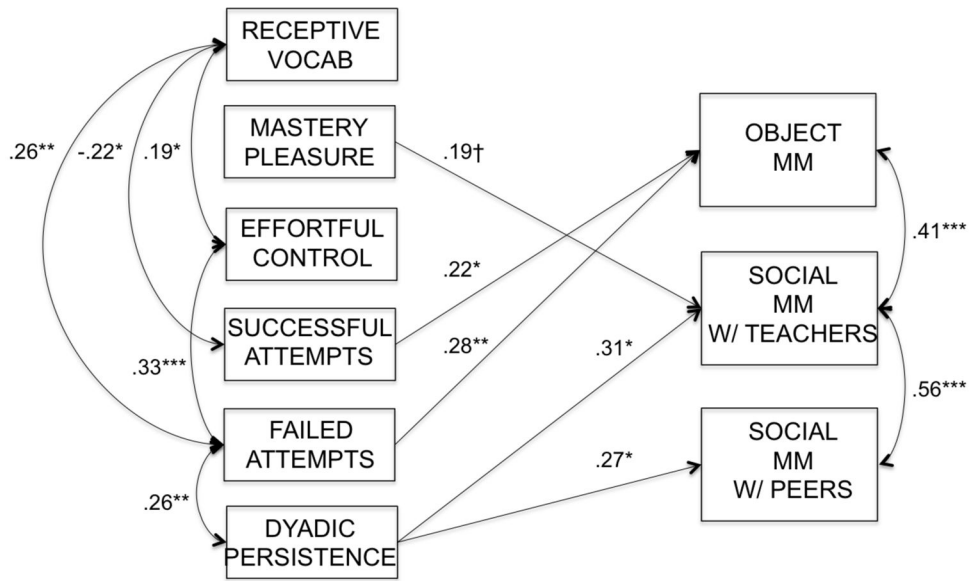 RECEPTIVE
VOCAB
MASTERY
PLEASURE
EFFORTFUL
CONTROL
SUCCESSFUL
ATTEMPTS
FAILED
ATTEMPTS
DYADIC
PERSISTENCE
.26**
-.22*
.19*
.33***
.26**
.19†
.22*
.28**
.31*
.27*
OBJECT
MM
SOCIAL
MM
W/ TEACHERS
SOCIAL
MM
W/ PEERS
.41***
.56***